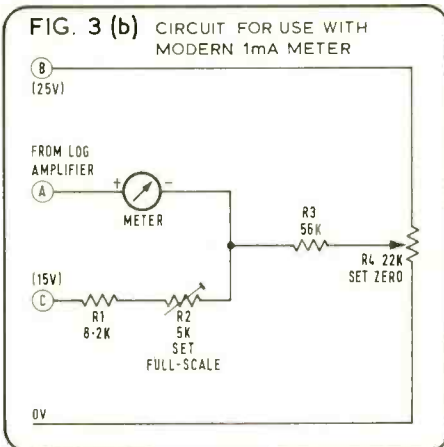 FIG. 3 (b) CIRCUIT FOR USE WITH
MODERN 1mA METER
B
(25V)
FROM LOG
AMPLIFIER
A
+
-
METER
R3
56K
R4 22K
SET ZERO
(15V)
C
R1
8·2K
R2
5K
SET
FULL-SCALE
0V